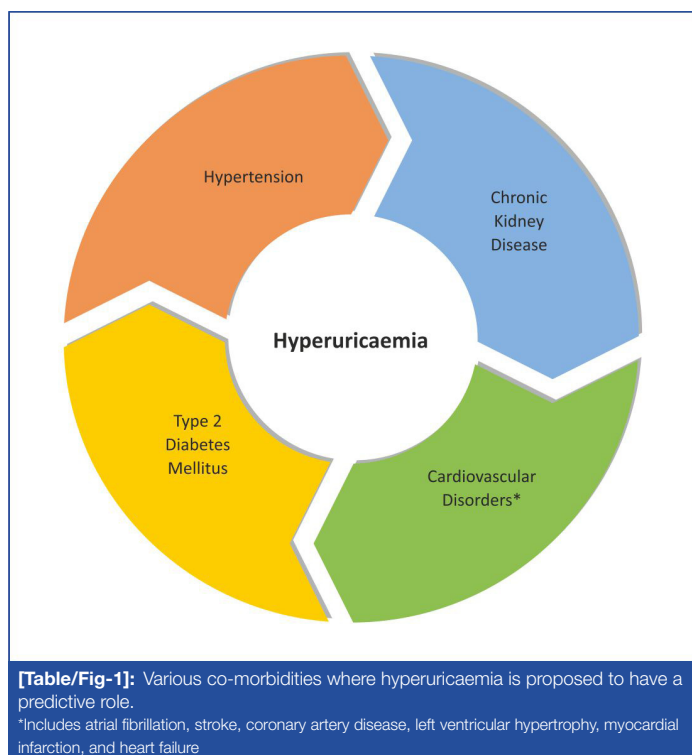 Hypertension
Chronic
Kidney
Disease
Hyperuricaemia
Type 2
Diabetes
Mellitus
Cardiovascular
Disorders*
[Table/Fig-1]: Various co-morbidities where hyperuricaemia is proposed to have a
predictive role.
*Includes atrial fibrillation, stroke, coronary artery disease, left ventricular hypertrophy, myocardial
infarction, and heart failure